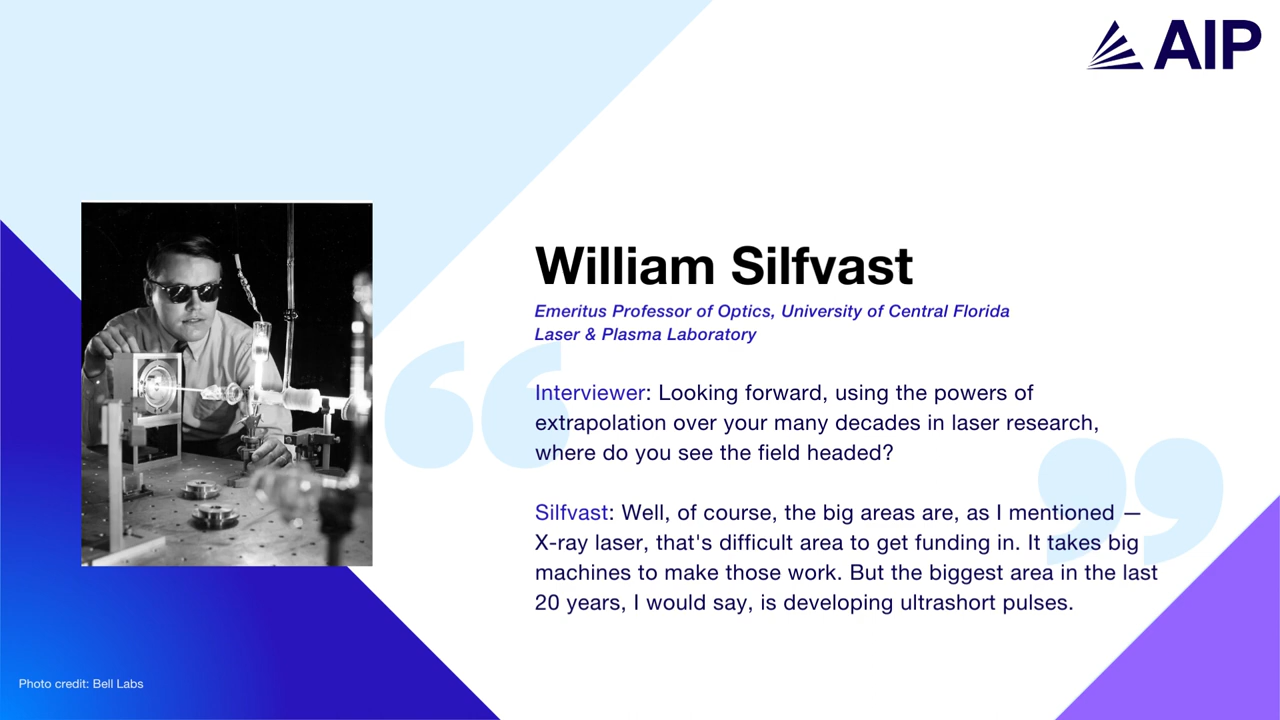 AIP
William Silfvast
Emeritus Professor of Optics, University of Central Florida
Laser & Plasma Laboratory
Interviewer: Looking forward, using the powers of
extrapolation over your many decades in laser research,
where do you see the field headed?
Silfvast: Well, of course, the big areas are, as I mentioned —
X-ray laser, that's difficult area to get funding in. It takes big
machines to make those work. But the biggest area in the last
20 years, I would say, is developing ultrashort pulses.
Photo credit: Bell Labs